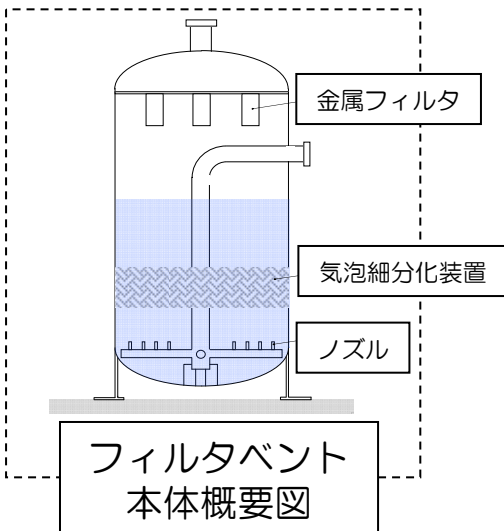 金属フィルタ
気泡細分化装置
ノズル
フィルタベント
本体概要図